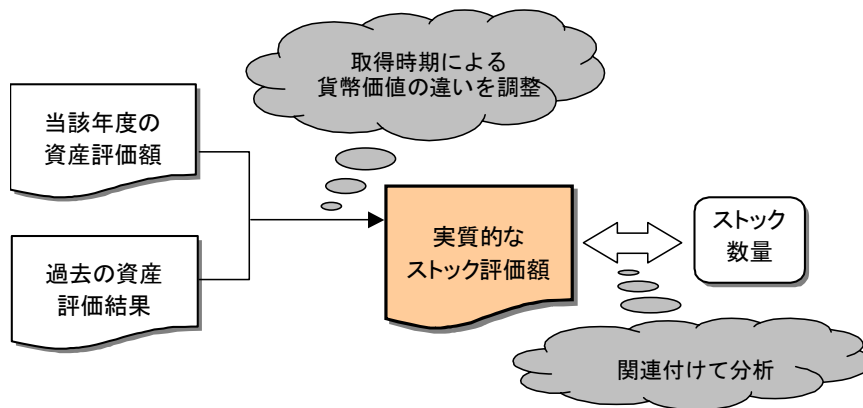 取得時期による
貨幣価値の違いを調整
当該年度の
資産評価額
過去の資産
評価結果
実質的な
ストック評価額
ストック
数量
関連付けて分析